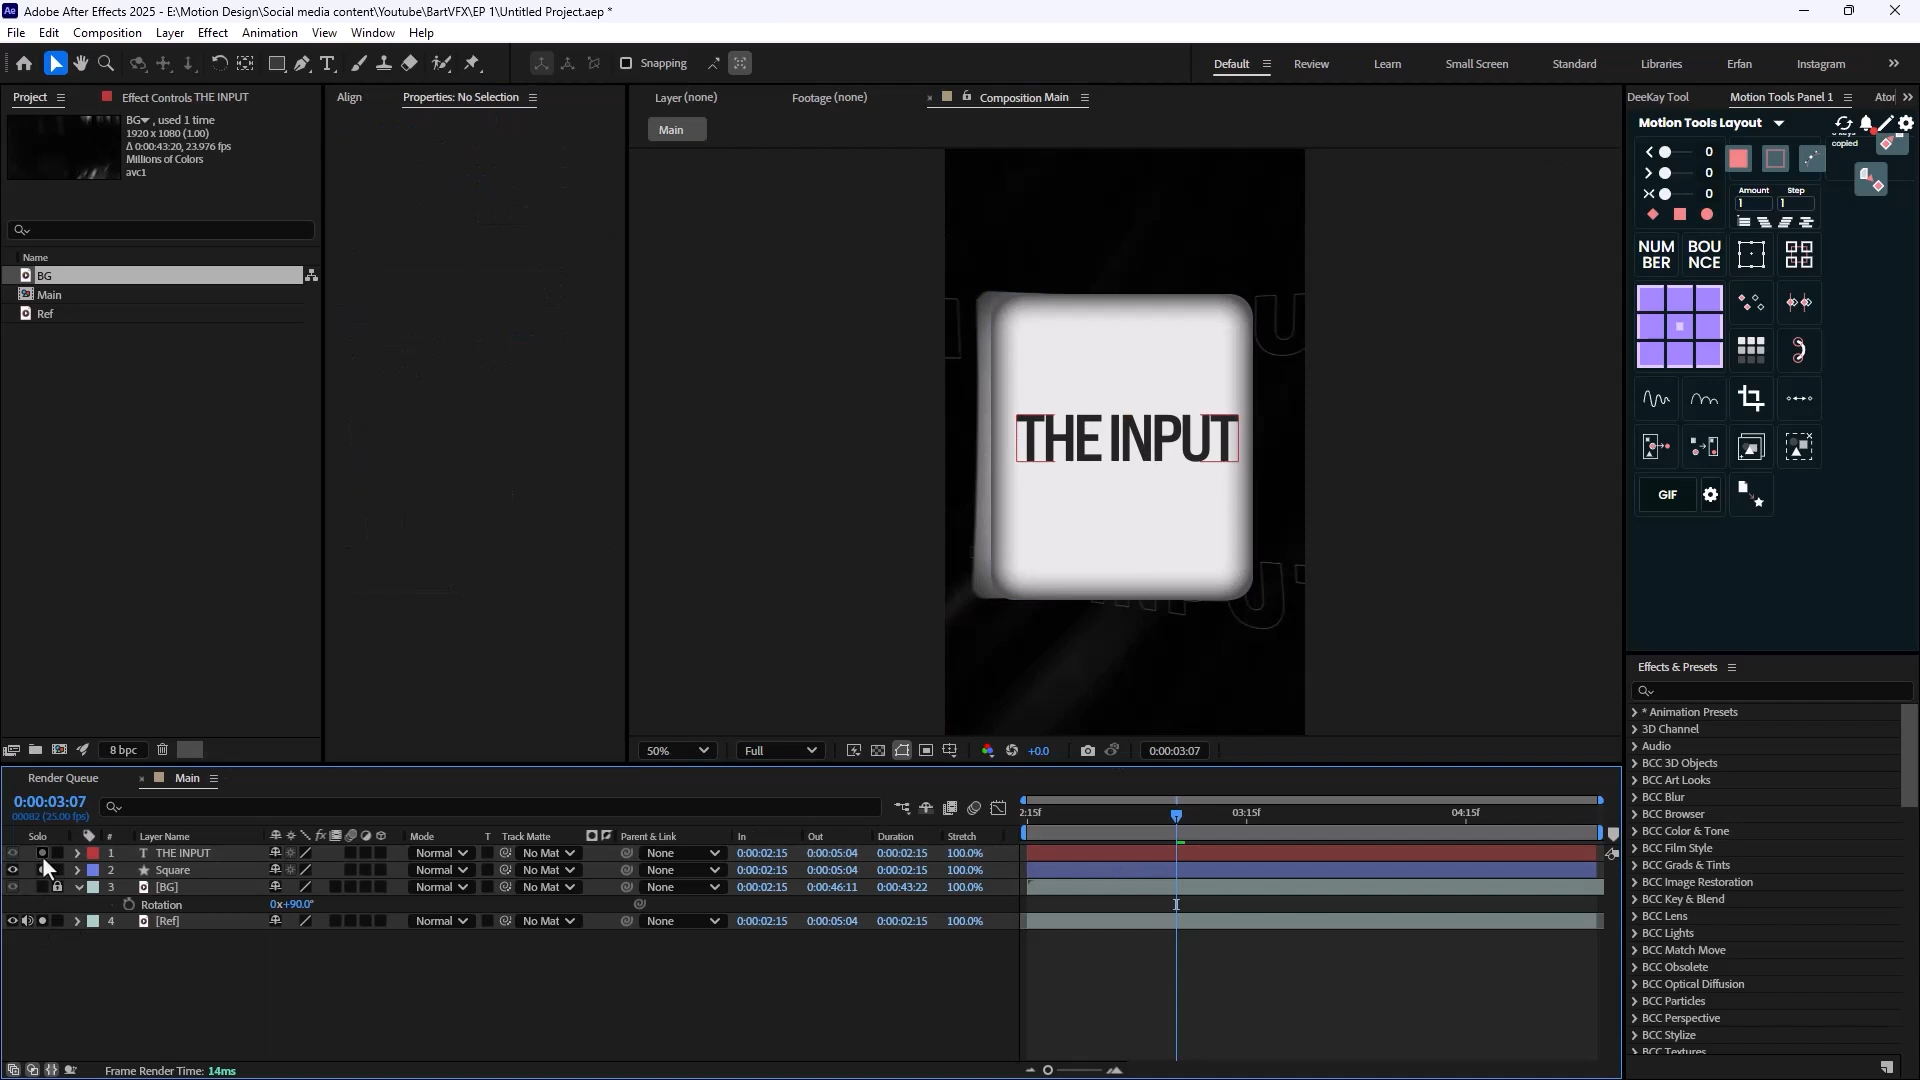 Adobe After Effects 2025 - E:\Motion Design\Social media content\Youtube\BartVFX\EP 1\Untitled Project.aep *
File Edit Composition Layer Effect Animation View Window Help
Snapping
Default Review Learn Small Screen Standard Libraries Erfan Instagram
Project Effect Controls THE INPUT
Align Properties: No Selection
Layer (none) Footage (none) Composition Main
Main
DeeKay Tool Motion Tools Panel 1 Ator
BG , used 1 time
1920 x 1080 (1.00)
Δ 0:00:43:20, 23.976 fps
Millions of Colors
avc1
Name
BG
Main
Ref
THE INPUT
Motion Tools Layout
copied
0
0
0
Amount Step
1 1
NUM
BER
BOU
NCE
GIF
8 bpc
50% Full +0.0 0:00:03:07
Effects & Presets
* Animation Presets
3D Channel
Audio
BCC 3D Objects
BCC Art Looks
BCC Blur
BCC Browser
BCC Color & Tone
BCC Film Style
BCC Grads & Tints
BCC Image Restoration
BCC Key & Blend
BCC Lens
BCC Lights
BCC Match Move
BCC Obsolete
BCC Optical Diffusion
BCC Particles
BCC Perspective
BCC Stylize
BCC Textures
Render Queue Main
0:00:03:07
00082 (25.00 fps)
2:15f 03:15f 04:15f
Solo # Layer Name Mode T Track Matte Parent & Link In Out Duration Stretch
1 T THE INPUT Normal No Mat None 0:00:02:15 0:00:05:04 0:00:02:15 100.0%
2 Square Normal No Mat None 0:00:02:15 0:00:05:04 0:00:02:15 100.0%
3 [BG] Normal No Mat None 0:00:02:15 0:00:46:11 0:00:43:22 100.0%
Rotation 0x+90.0°
4 [Ref] Normal No Mat None 0:00:02:15 0:00:05:04 0:00:02:15 100.0%
Frame Render Time: 14ms